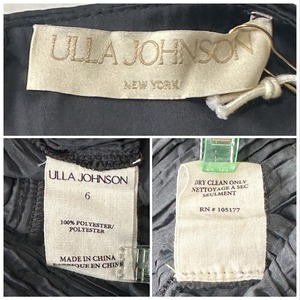 ULLA JOHNSON
NEW YORK
ULLA JOHNSON
6
100% POLYESTER/
POLYESTER
MADE IN CHINA
FABRIQUE EN CHINE
DRY CLEAN ONLY
NETTOYAGE À SEC
SEULMENT
RN # 105177